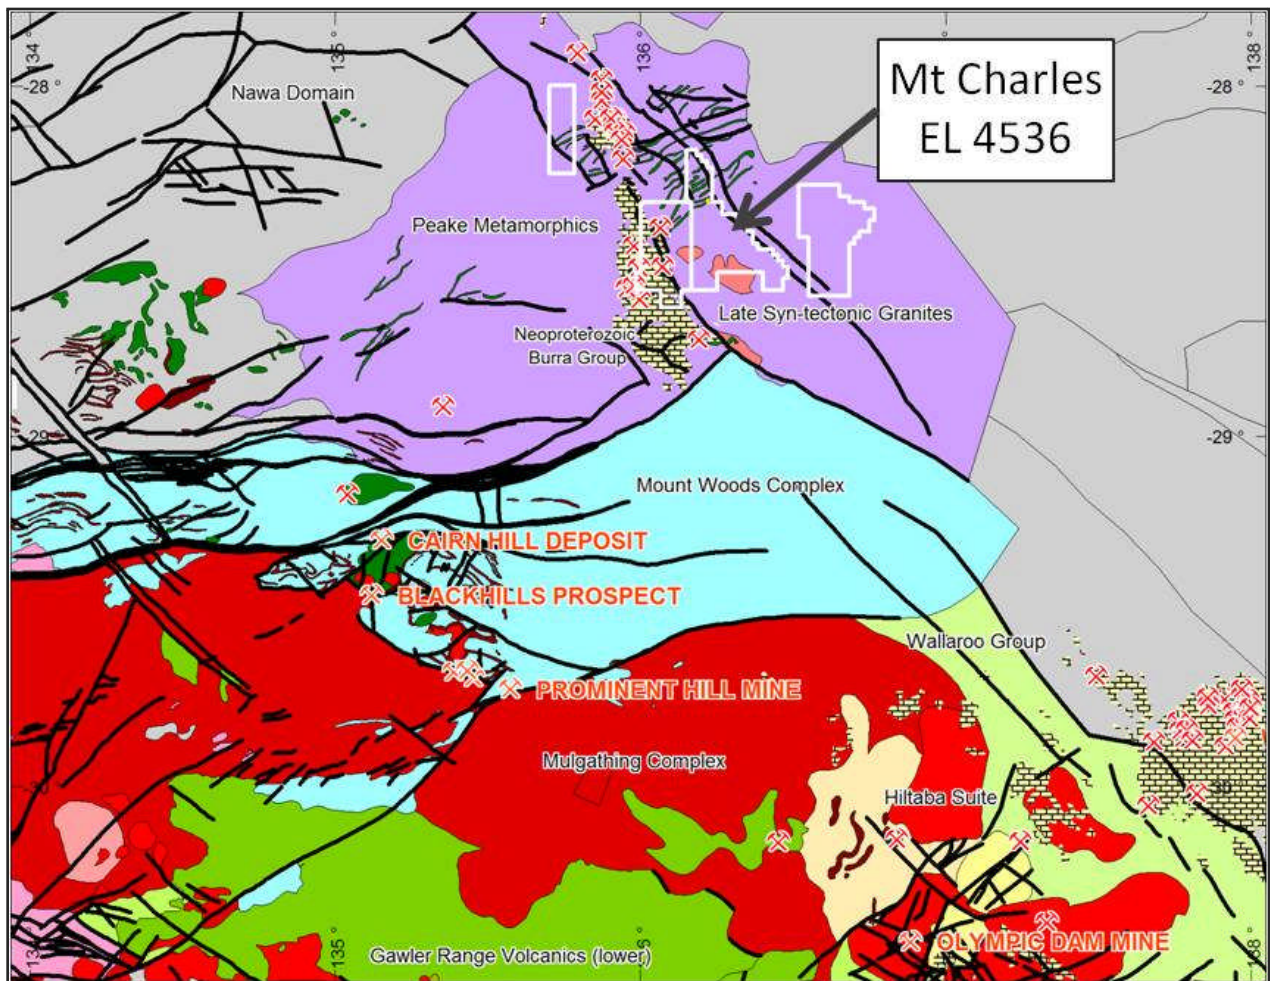 134 °
135 °
136 °
138 °
-28 °
-28 °
Nawa Domain
Mt Charles
EL 4536
Peake Metamorphics
Late Syn-tectonic Granites
Neoproterozoic
Burra Group
-29 °
-29 °
Mount Woods Complex
CAIRN HILL DEPOSIT
BLACKHILLS PROSPECT
Wallaroo Group
PROMINENT HILL MINE
Mulgathing Complex
Hiltaba Suite
Gawler Range Volcanics (lower)
OLYMPIC DAM MINE
135 °